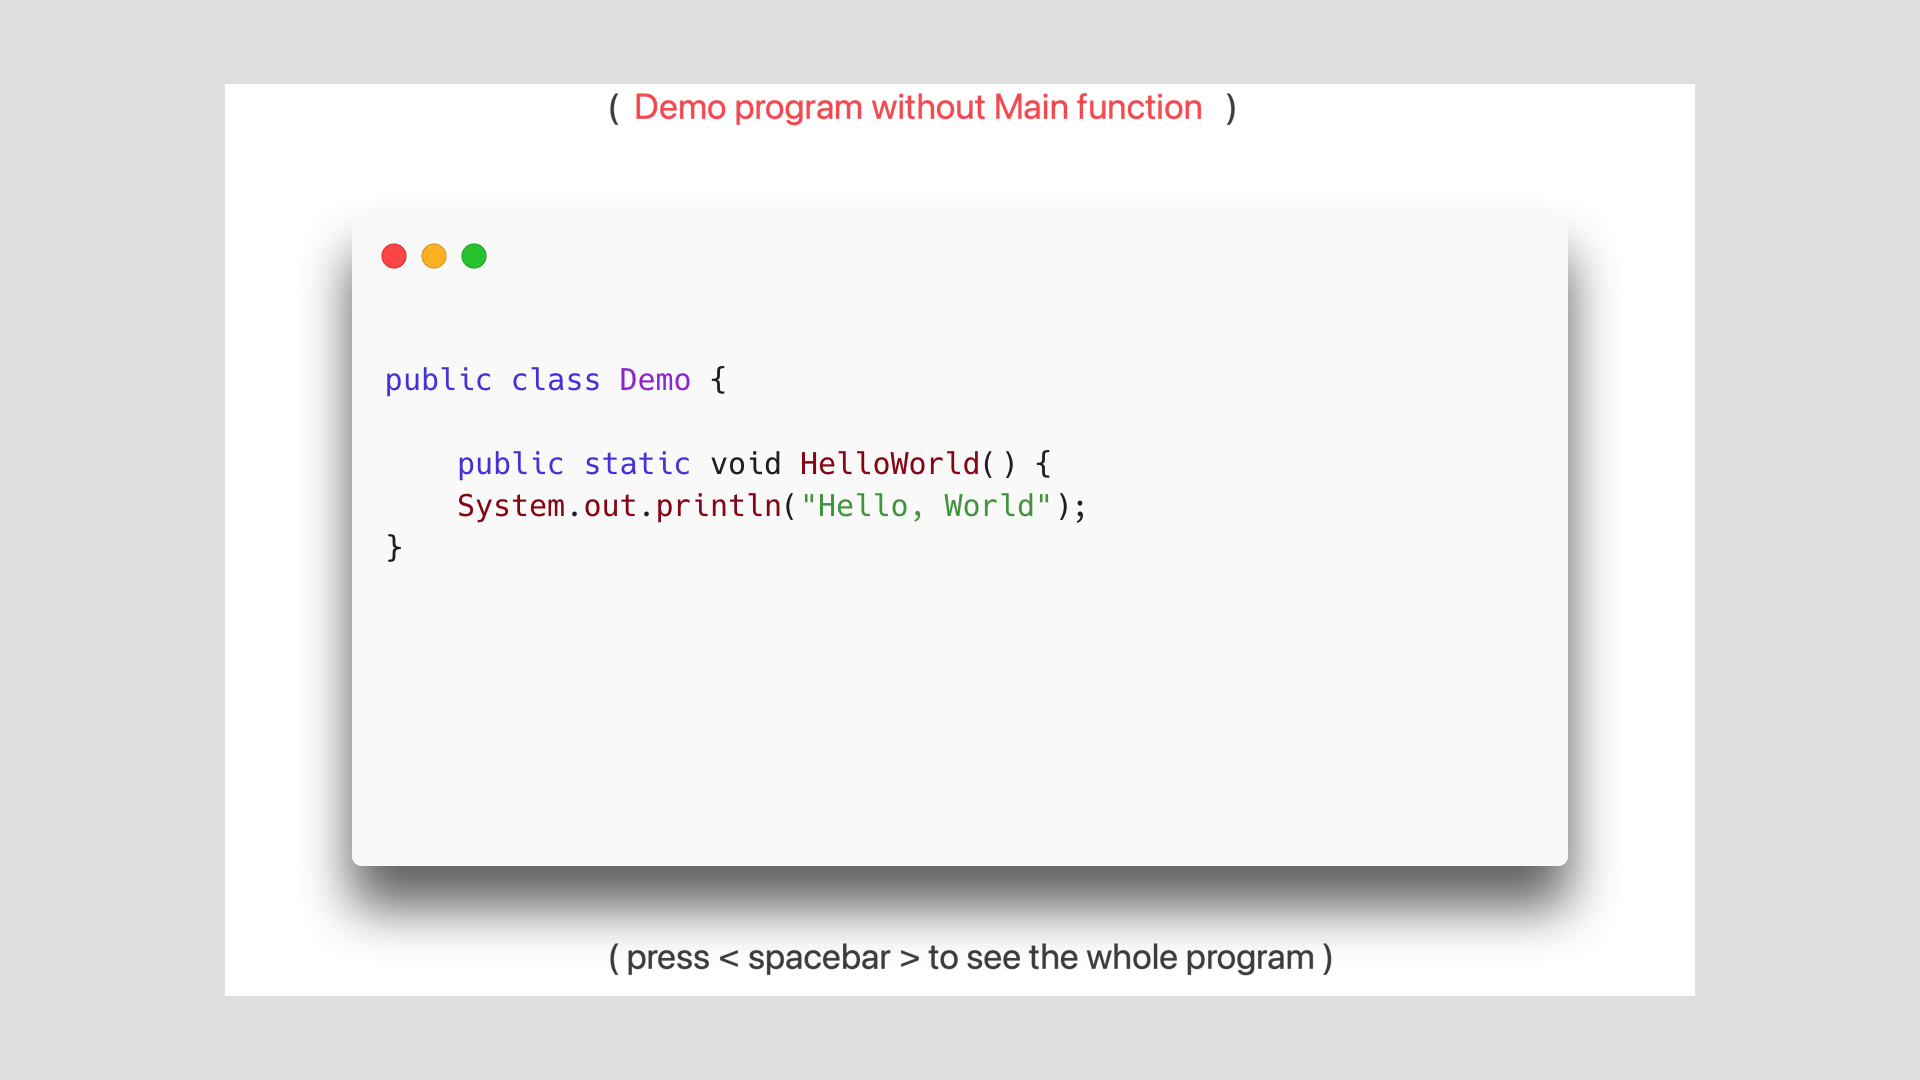 ( Demo program without Main function )
public class Demo {
public static void HelloWorld() {
System.out.println("Hello, World");
}
( press < spacebar > to see the whole program )